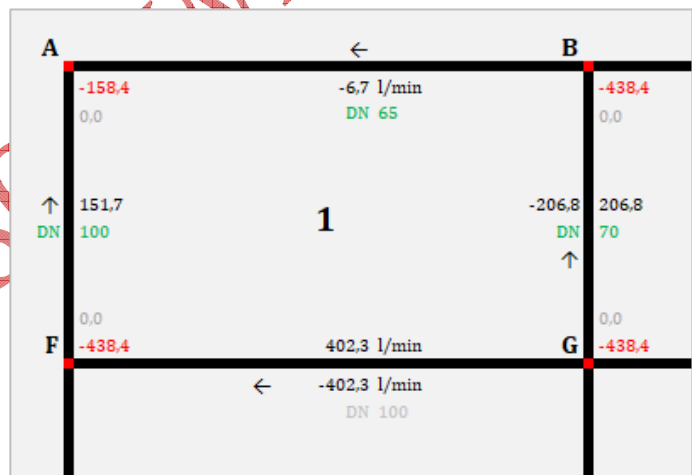 A ← B
-158,4 -6,7 l/min -438,4
0,0 DN 65 0,0
↑ 151,7 1 -206,8 206,8
DN 100 DN 70
↑
0,0 0,0
F -438,4 402,3 l/min G -438,4
← -402,3 l/min
DN 100